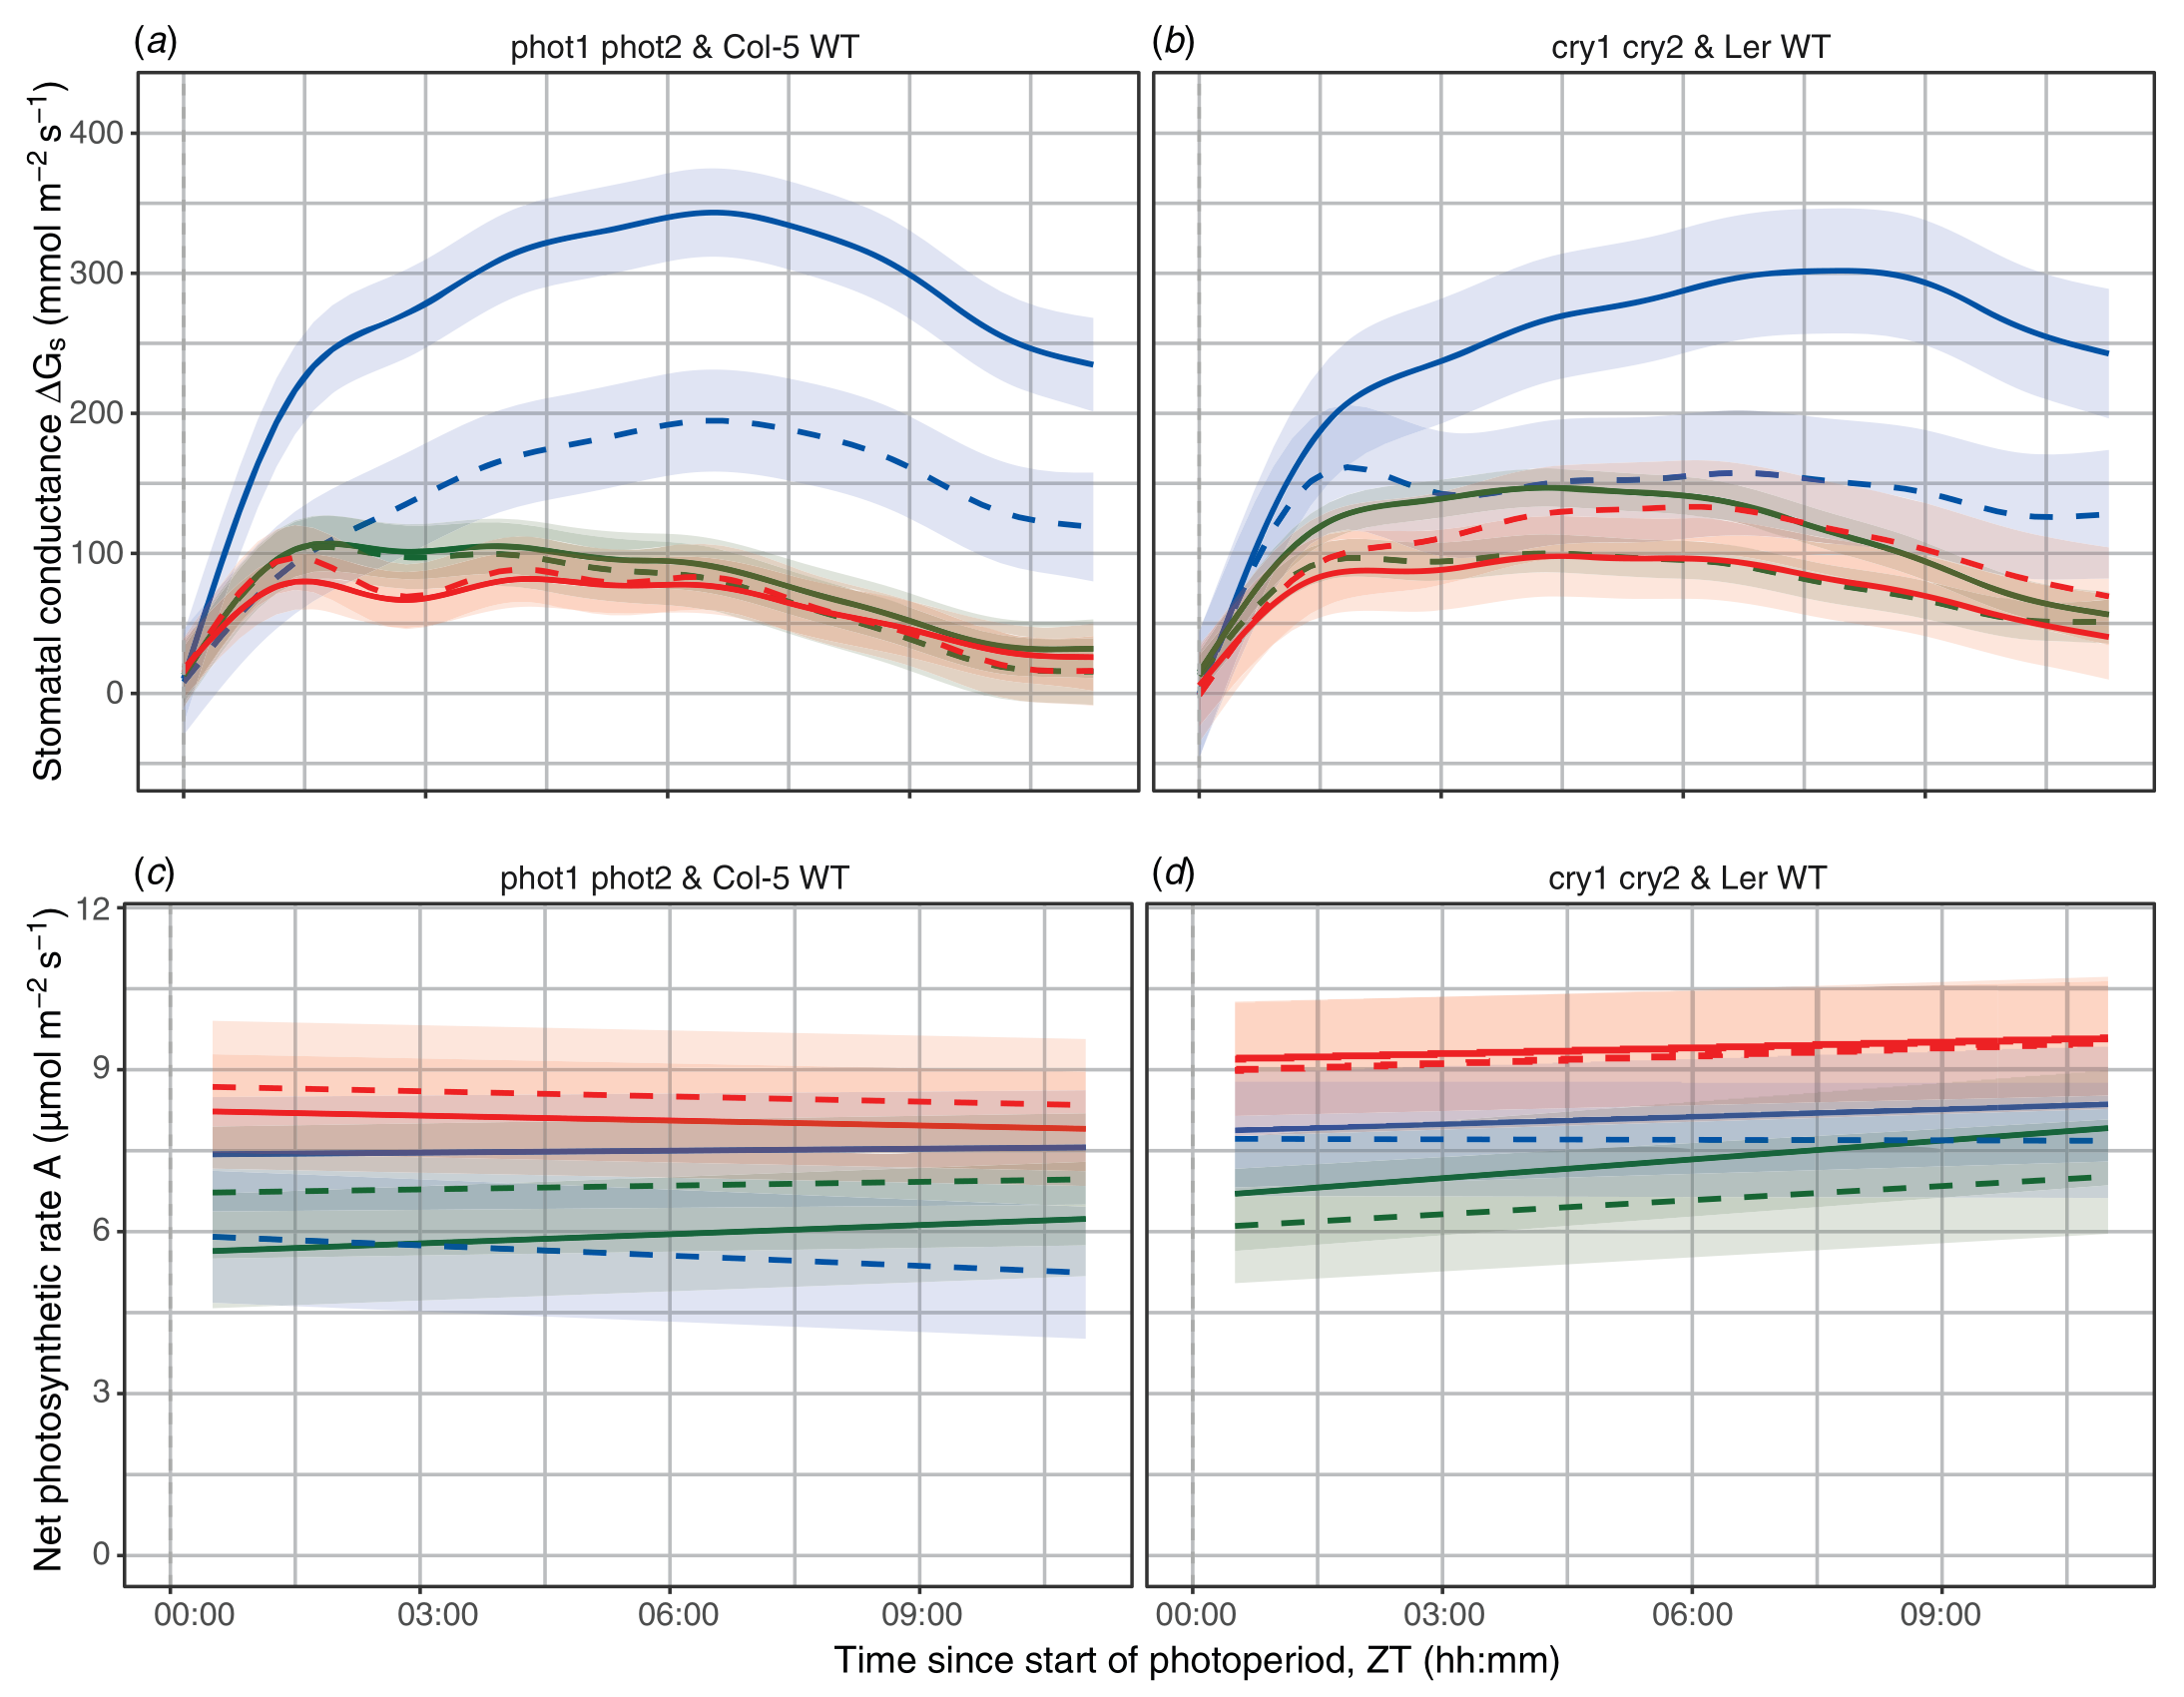 (a) phot1 phot2 & Col-5 WT
(b) cry1 cry2 & Ler WT
Stomatal conductance ΔGs (mmol m−2 s−1)
400
300
200
100
0
(c) phot1 phot2 & Col-5 WT
(d) cry1 cry2 & Ler WT
Net photosynthetic rate A (µmol m−2 s−1)
12
9
6
3
0
00:00 03:00 06:00 09:00
00:00 03:00 06:00 09:00
Time since start of photoperiod, ZT (hh:mm)